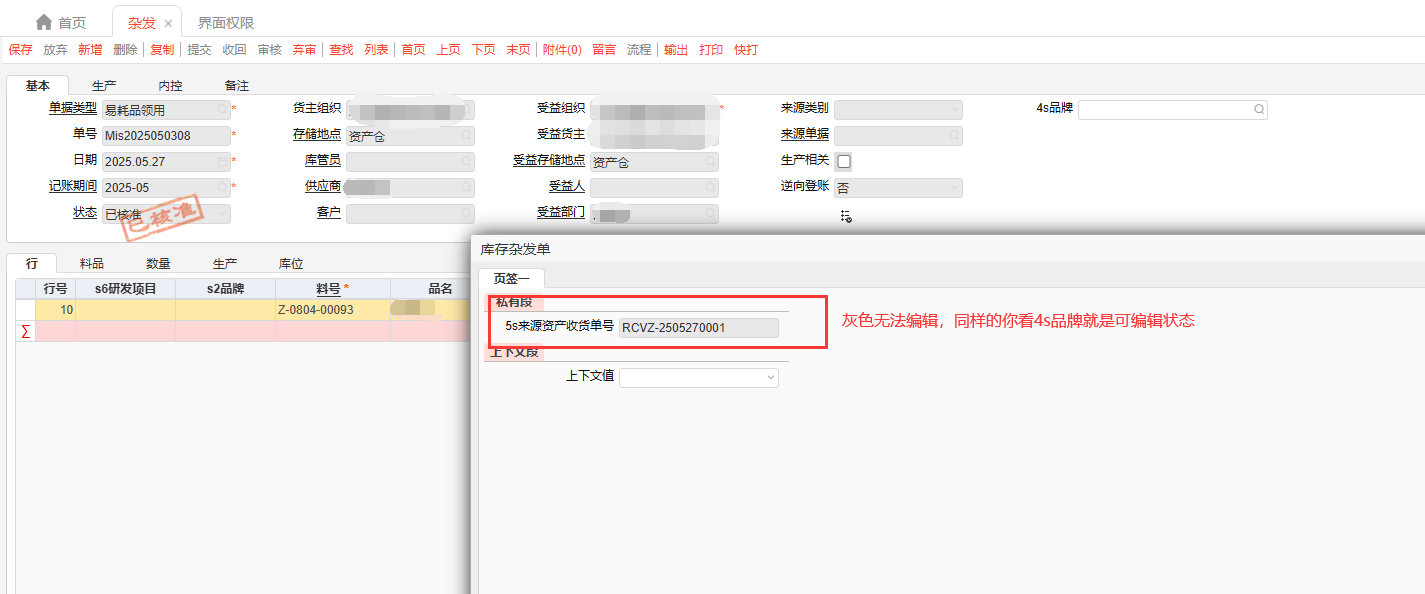 首页 杂发 × 界面权限
保存 放弃 新增 删除 复制 提交 收回 审核 弃审 查找 列表 首页 上页 下页 末页 附件(0) 留言 流程 输出 打印 快打
基本 生产 内控 备注
单据类型 易耗品领用 * 货主组织 受益组织 * 来源类别 4s品牌
单号 Mis2025050308 * 存储地点 资产仓 受益货主 来源单据
日期 2025.05.27 * 库管员 受益存储地点 资产仓 生产相关
记账期间 2025-05 * 供应商 受益人 逆向登账 否
状态 已核准 客户 受益部门
已核准
行 料品 数量 生产 库位
行号 s6研发项目 s2品牌 料号 * 品名
10 Z-0804-00093
∑
库存杂发单
页签一
私有段
5s来源资产收货单号 RCVZ-2505270001
灰色无法编辑，同样的你看4s品牌就是可编辑状态
上下文段
上下文值